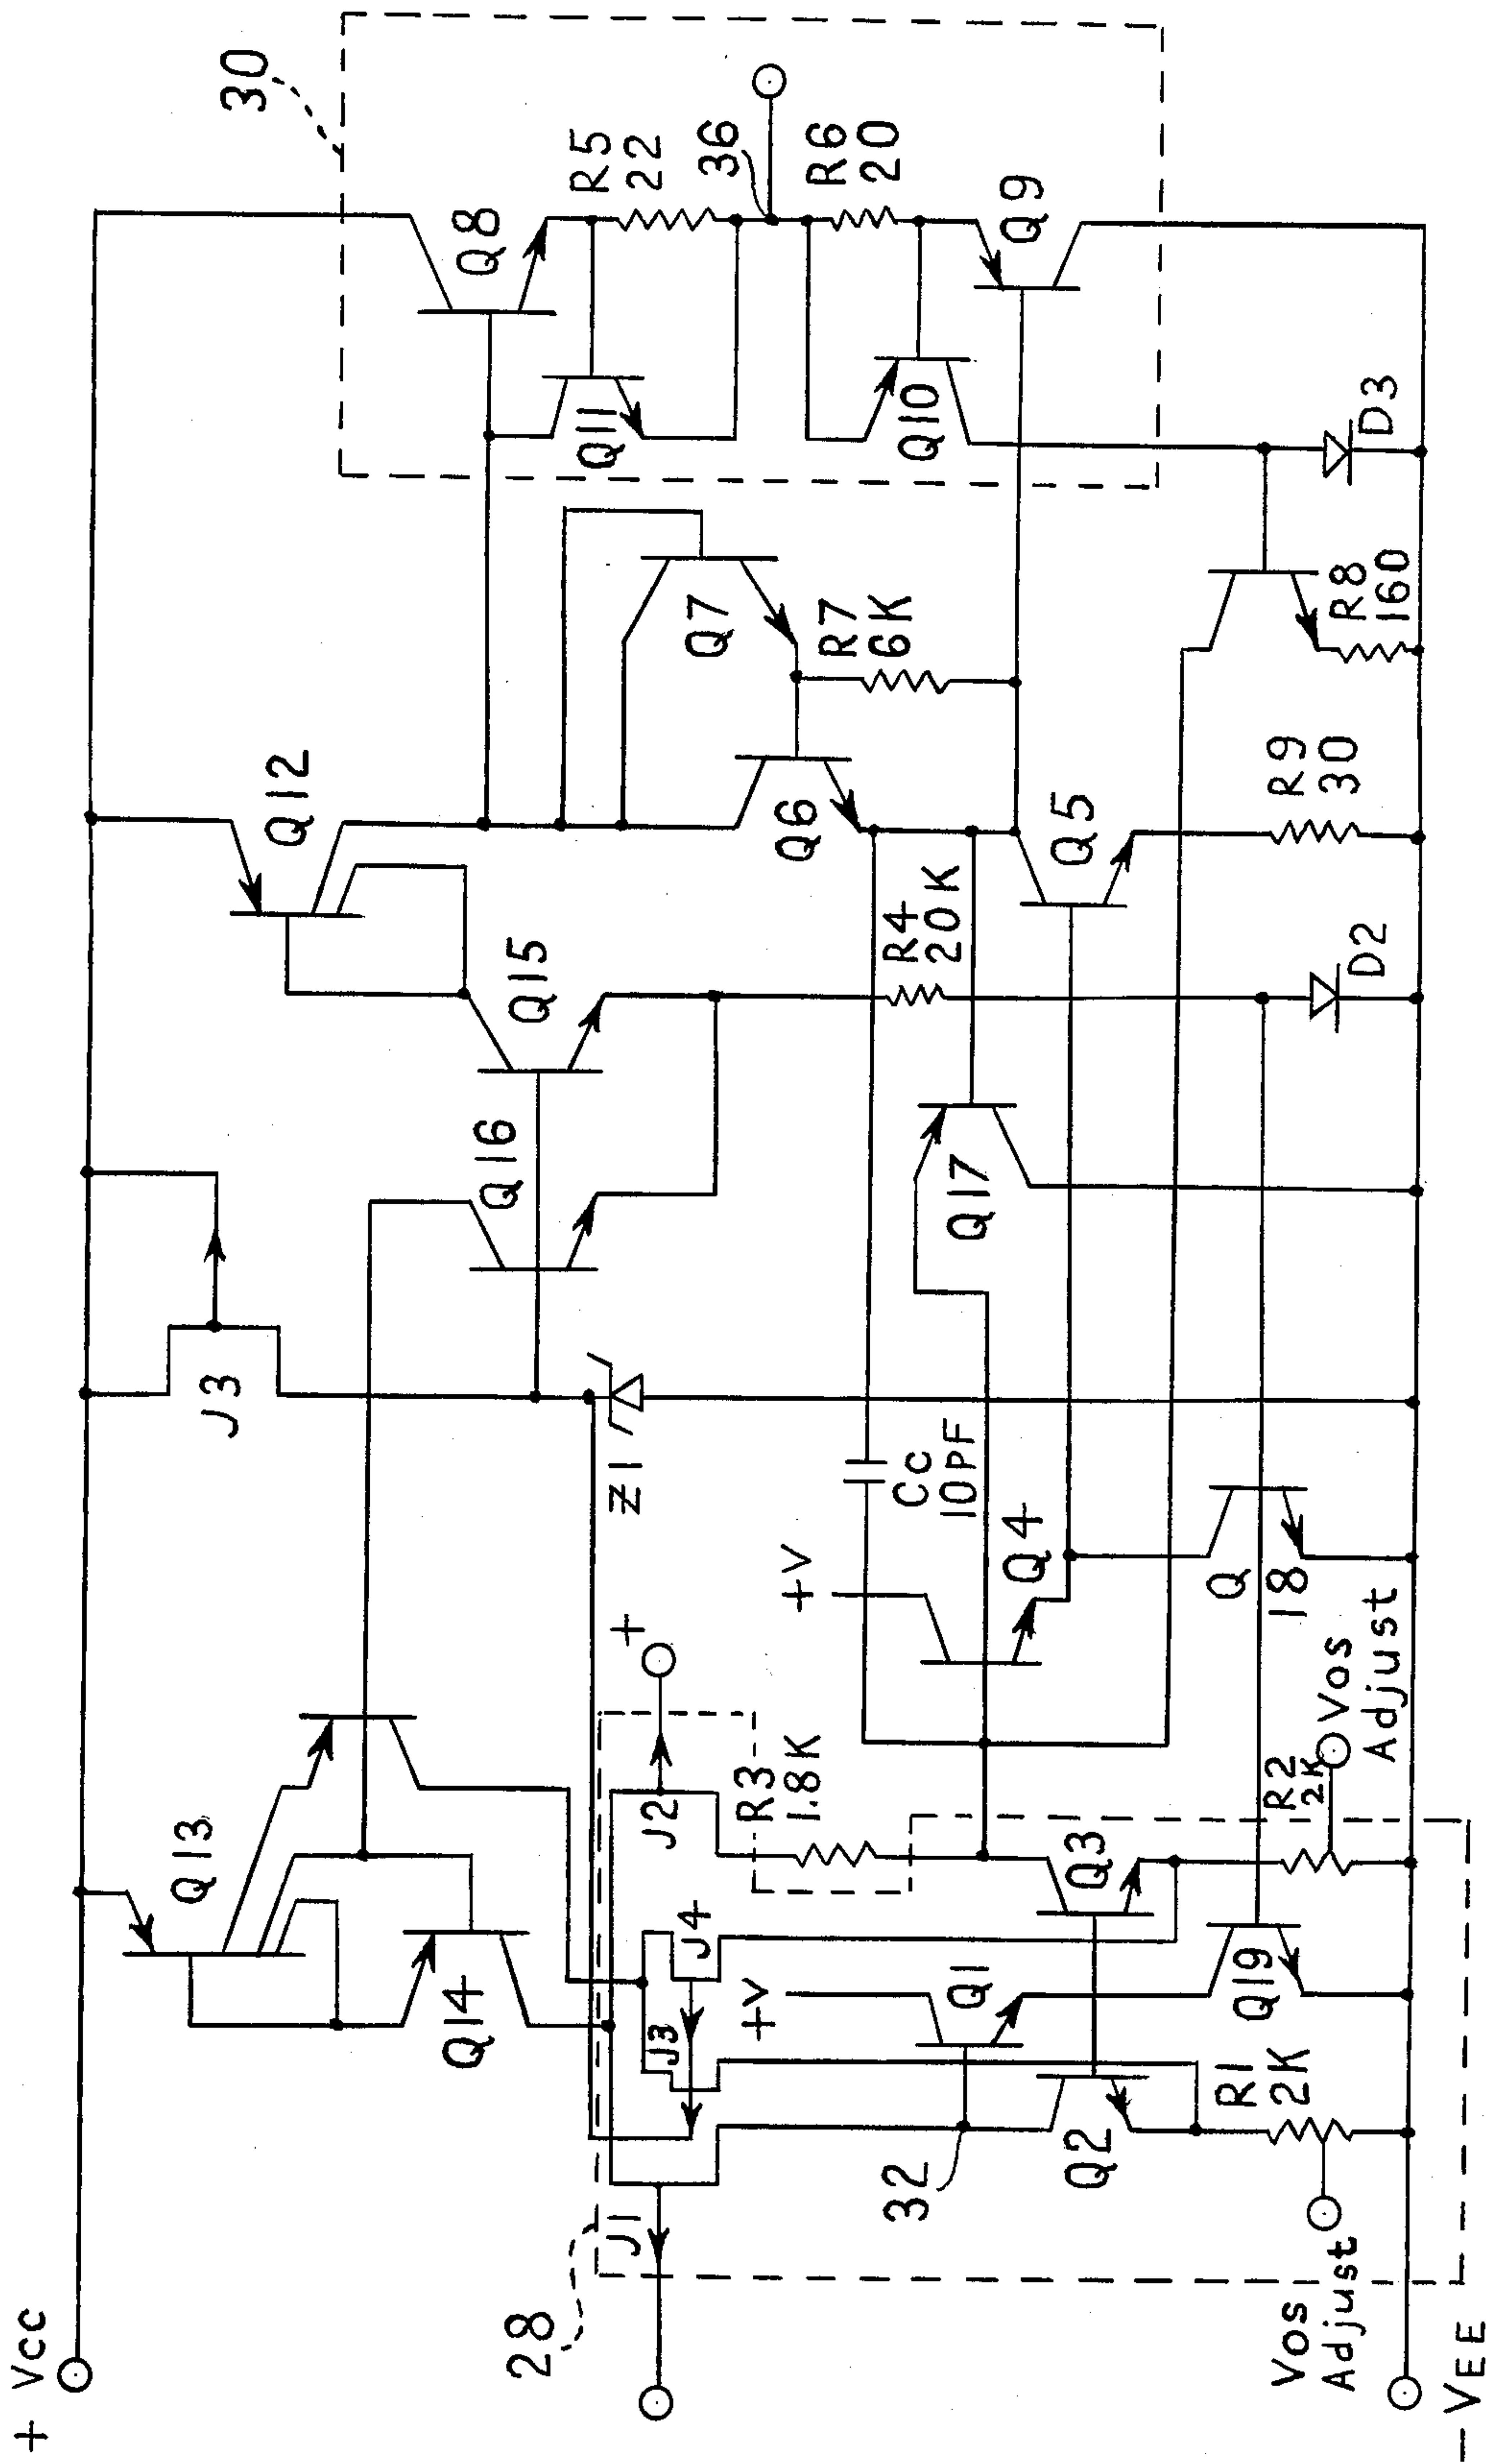 + Vcc
30
Q8
R5
22
36
R6
20
Q9
Q11
Q10
D3
Q12
Q7
R7
6K
R8
160
Q6
Q5
R9
30
Q15
R4
20K
D2
Q16
Q17
J3
Z1
Cc
10PF
+V
Q4
Q
18
Q13
+
J2
R3
1.8K
Vos
Adjust
R2
2K
Q14
J4
J3
+V
Q1
Q3
Q19
J1
32
Q2
R1
2K
28
Vos
Adjust
- VEE